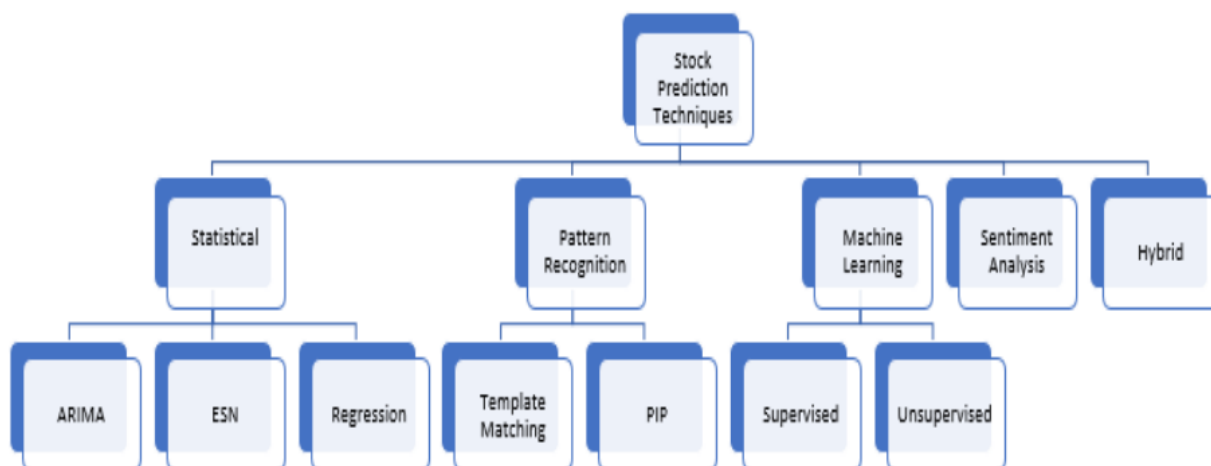 Stock
Prediction
Techniques
Statistical
Pattern
Recognition
Machine
Learning
Sentiment
Analysis
Hybrid
ARIMA
ESN
Regression
Template
Matching
PIP
Supervised
Unsupervised